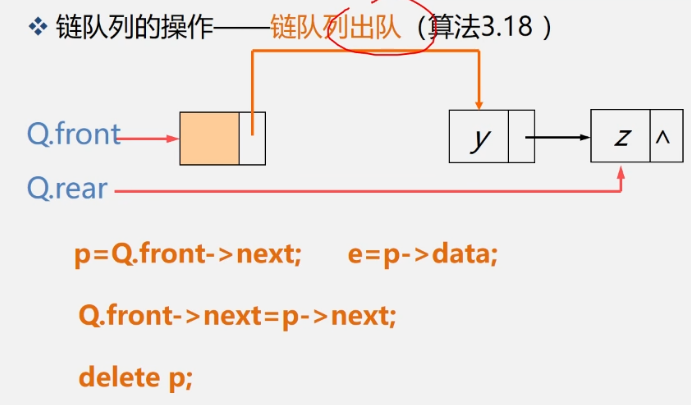 ❖ 链队列的操作——链队列出队（算法3.18 ）
Q.front
y
z ∧
Q.rear
p=Q.front->next; e=p->data;
Q.front->next=p->next;
delete p;